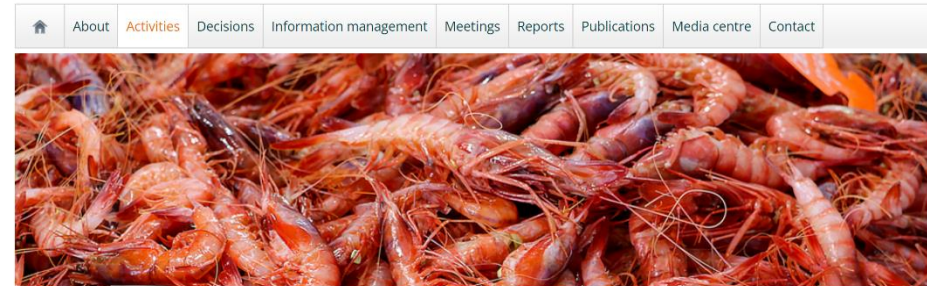 About Activities Decisions Information management Meetings Reports Publications Media centre Contact